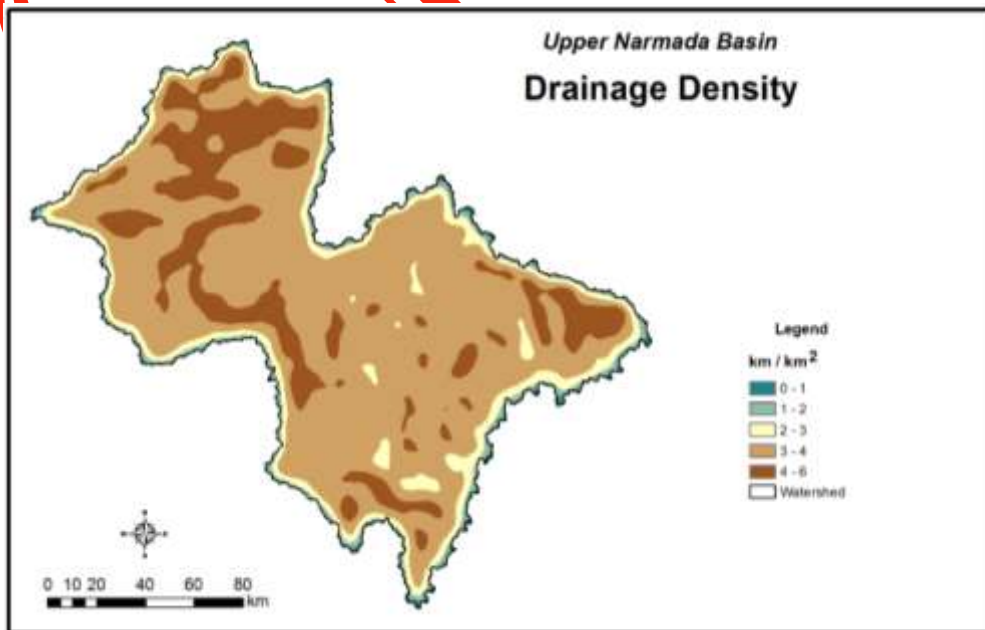 Upper Narmada Basin
Drainage Density
Legend
km / km²
0 - 1
1 - 2
2 - 3
3 - 4
4 - 6
Watershed
0 10 20 40 60 80
km